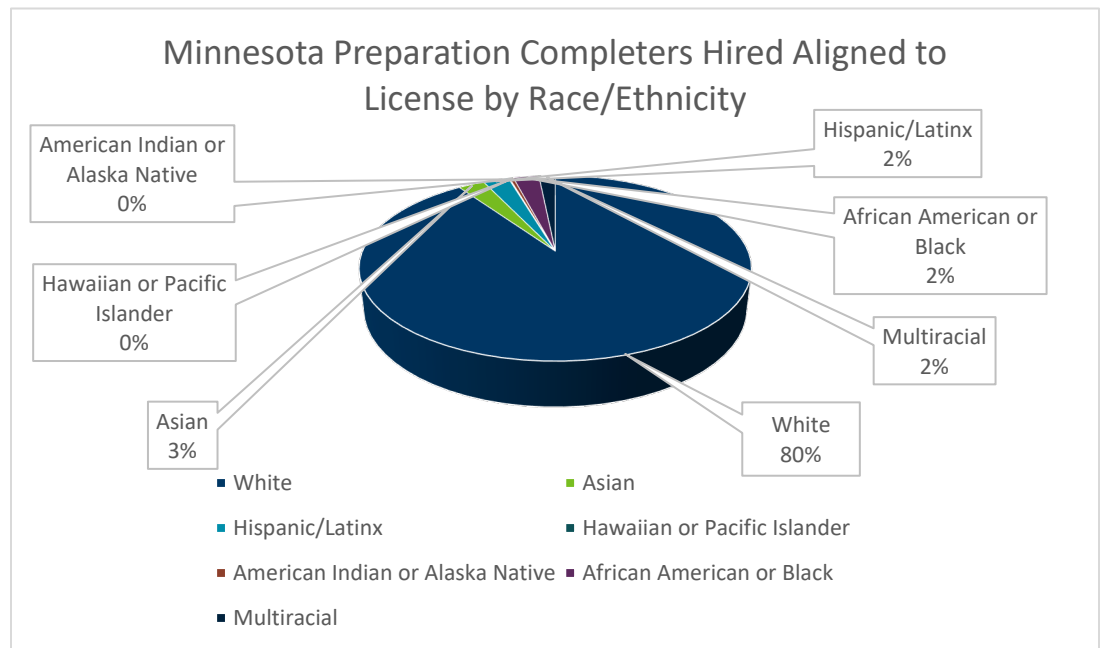 Minnesota Preparation Completers Hired Aligned to
License by Race/Ethnicity
American Indian or
Alaska Native
0%
Hispanic/Latinx
2%
African American or
Black
2%
Hawaiian or Pacific
Islander
0%
Multiracial
2%
Asian
3%
White
80%
White
Asian
Hispanic/Latinx
Hawaiian or Pacific Islander
American Indian or Alaska Native
African American or Black
Multiracial